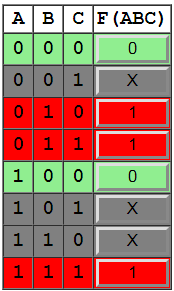 A B C F(ABC)
0 0 0 0
0 0 1 X
0 1 0 1
0 1 1 1
1 0 0 0
1 0 1 X
1 1 0 X
1 1 1 1